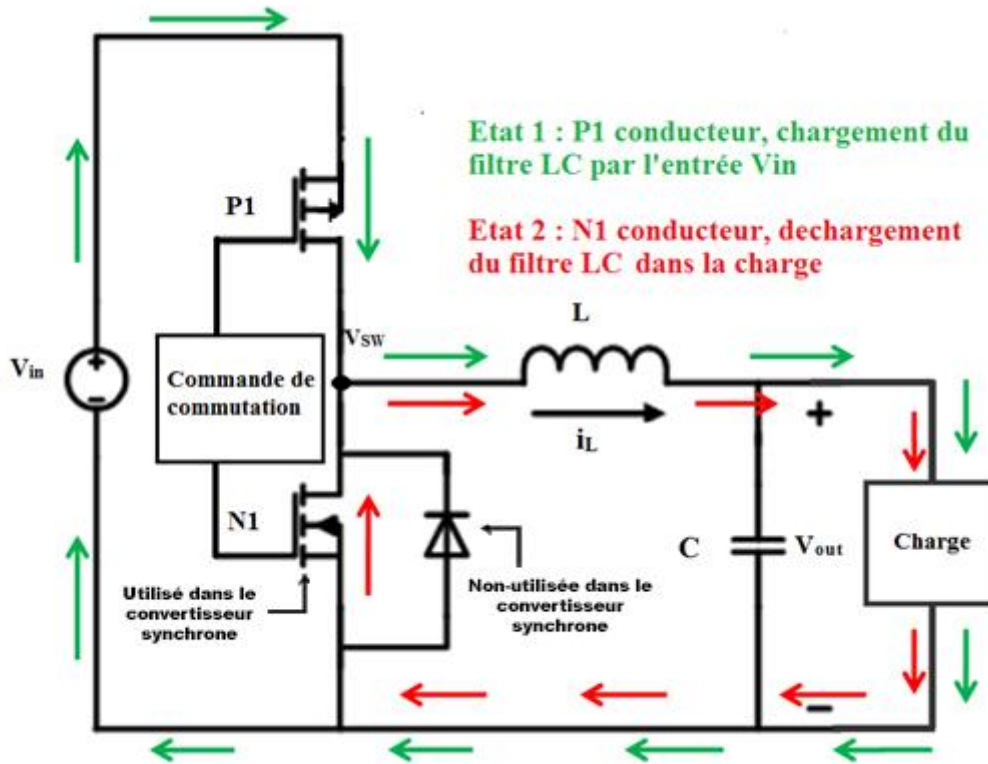 Etat 1 : P1 conducteur, chargement du
filtre LC par l'entrée Vin
P1
Etat 2 : N1 conducteur, dechargement
du filtre LC dans la charge
L
VSW
Vin
+
-
Commande de
commutation
iL
+
N1
C
Vout
Charge
Utilisé dans le
convertisseur
synchrone
Non-utilisée dans le
convertisseur
synchrone
-